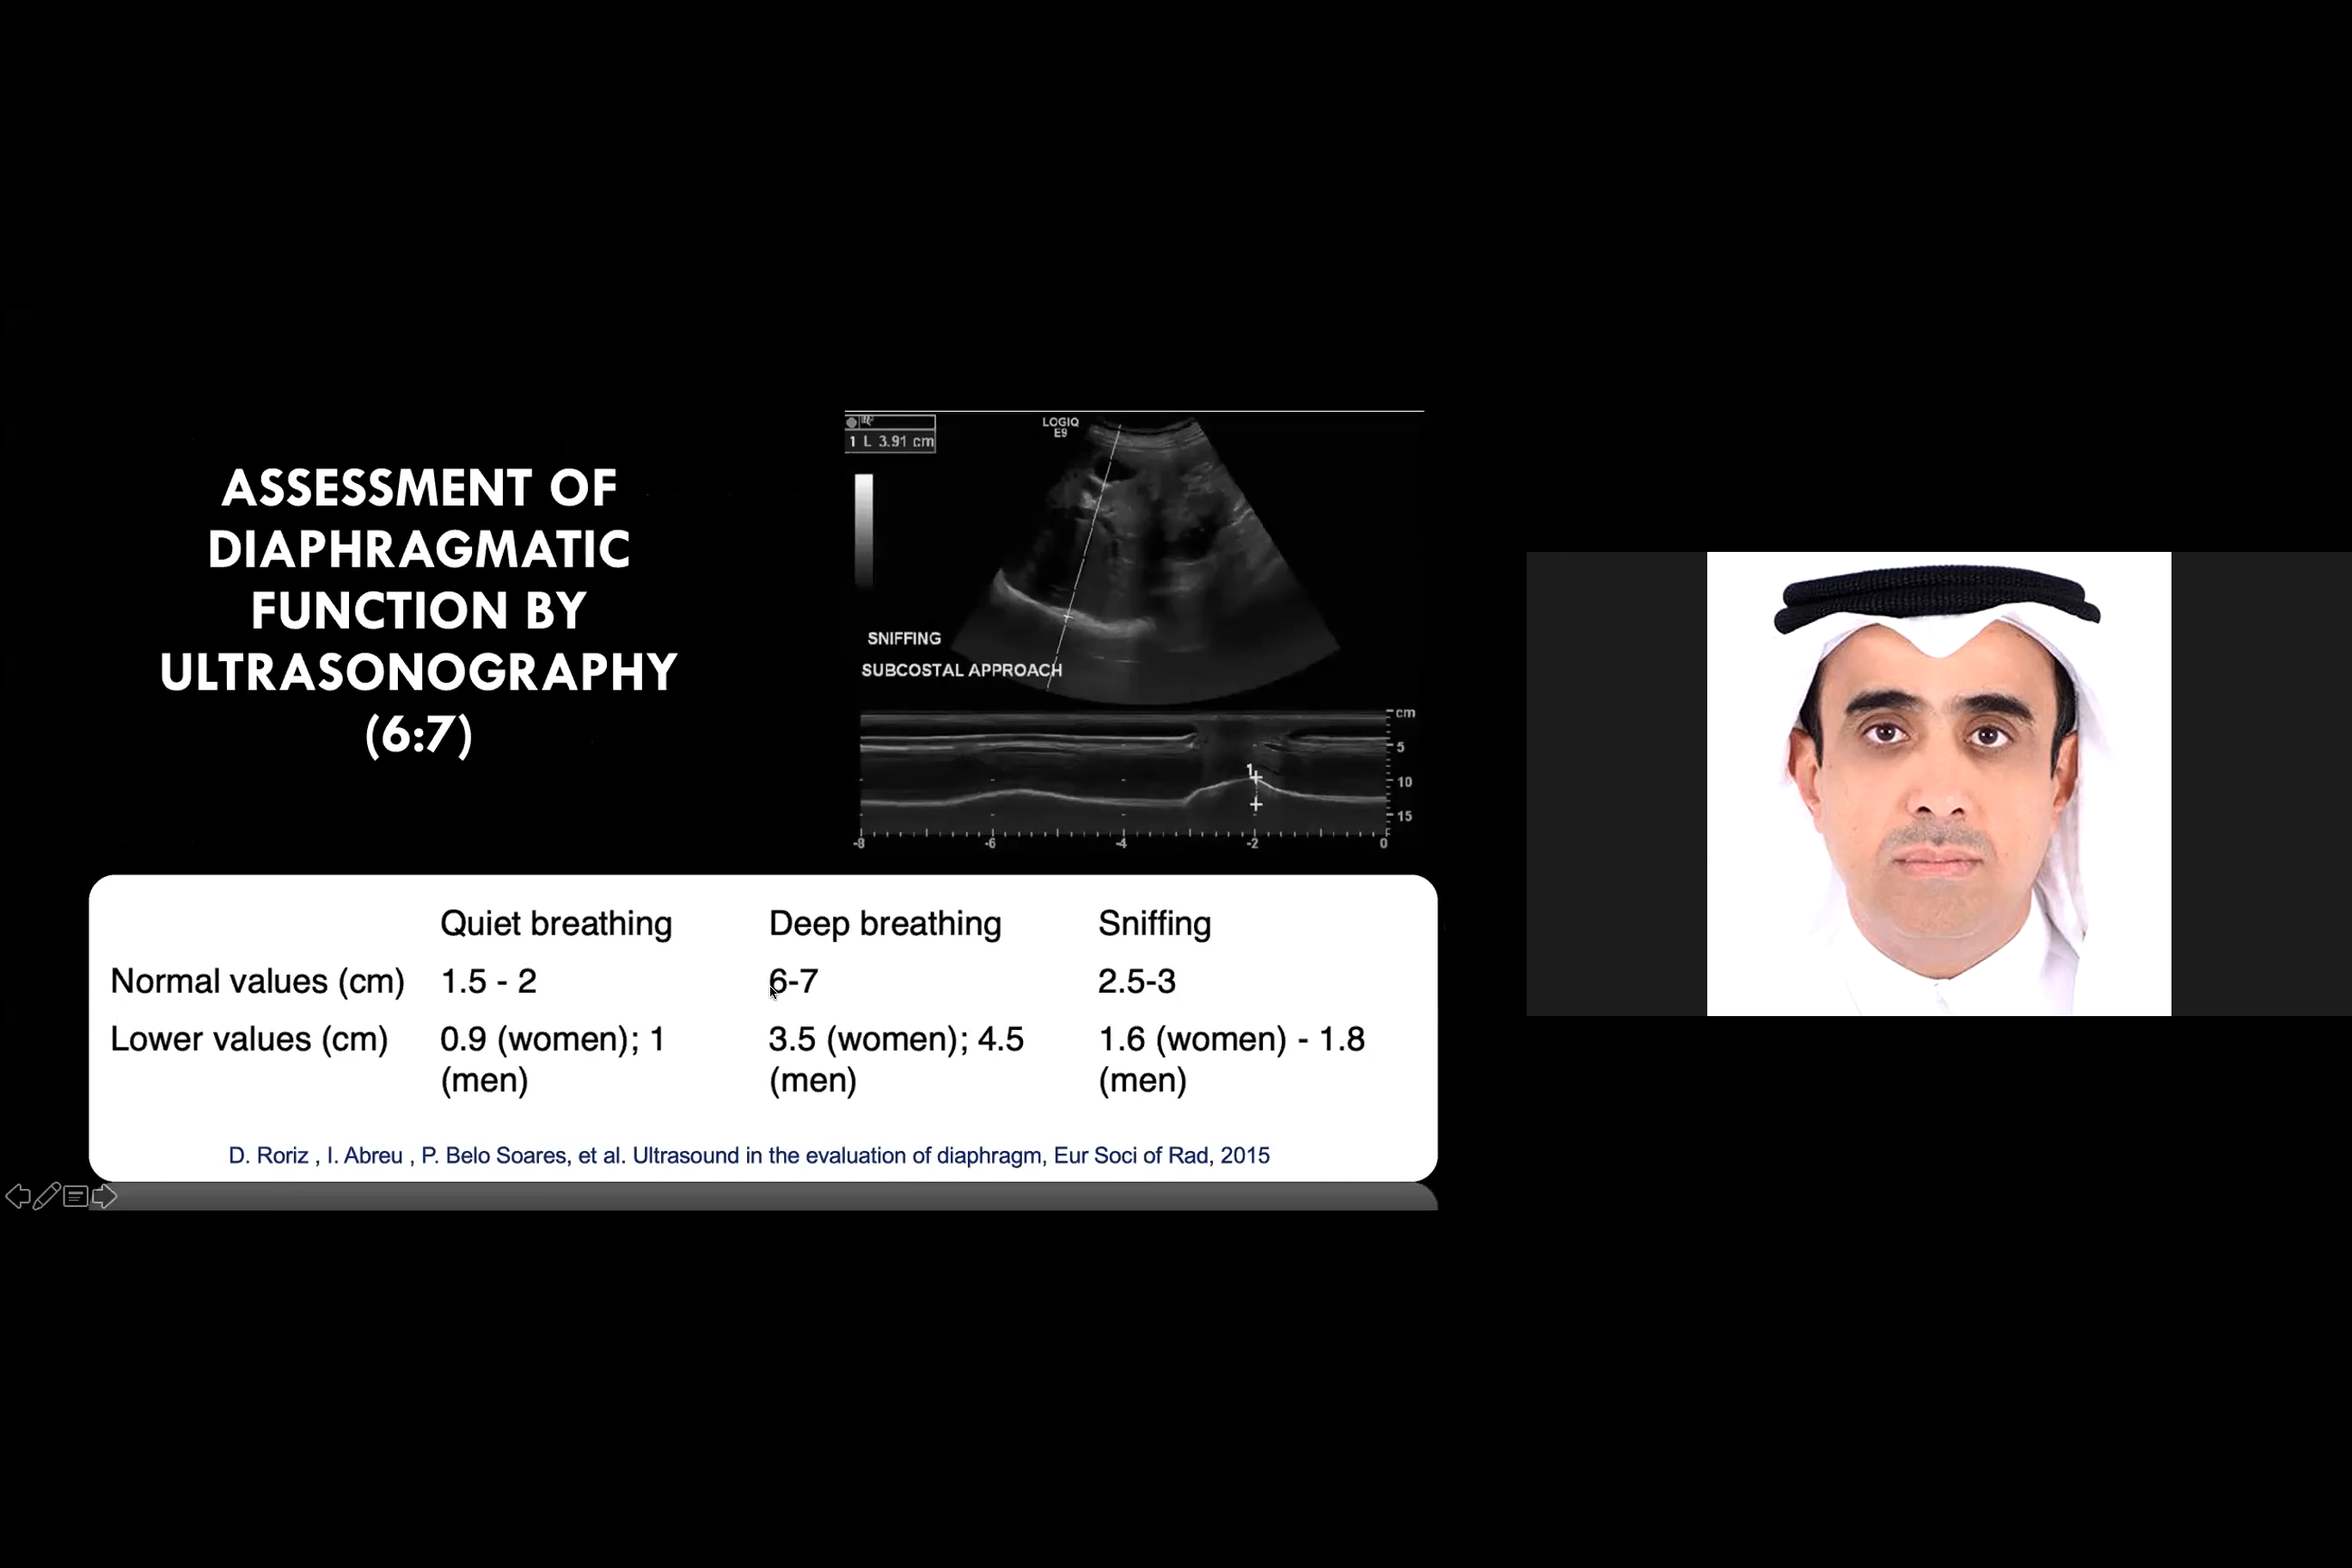 ASSESSMENT OF
DIAPHRAGMATIC
FUNCTION BY
ULTRASONOGRAPHY
(6:7)
1 L 3.91 cm
LOGIQ
E9
SNIFFING
SUBCOSTAL APPROACH
cm
5
1
10
15
-8 -6 -4 -2 0
Quiet breathing Deep breathing Sniffing
Normal values (cm) 1.5 - 2 6-7 2.5-3
Lower values (cm) 0.9 (women); 1 3.5 (women); 4.5 1.6 (women) - 1.8
(men) (men) (men)
D. Roriz , I. Abreu , P. Belo Soares, et al. Ultrasound in the evaluation of diaphragm, Eur Soci of Rad, 2015